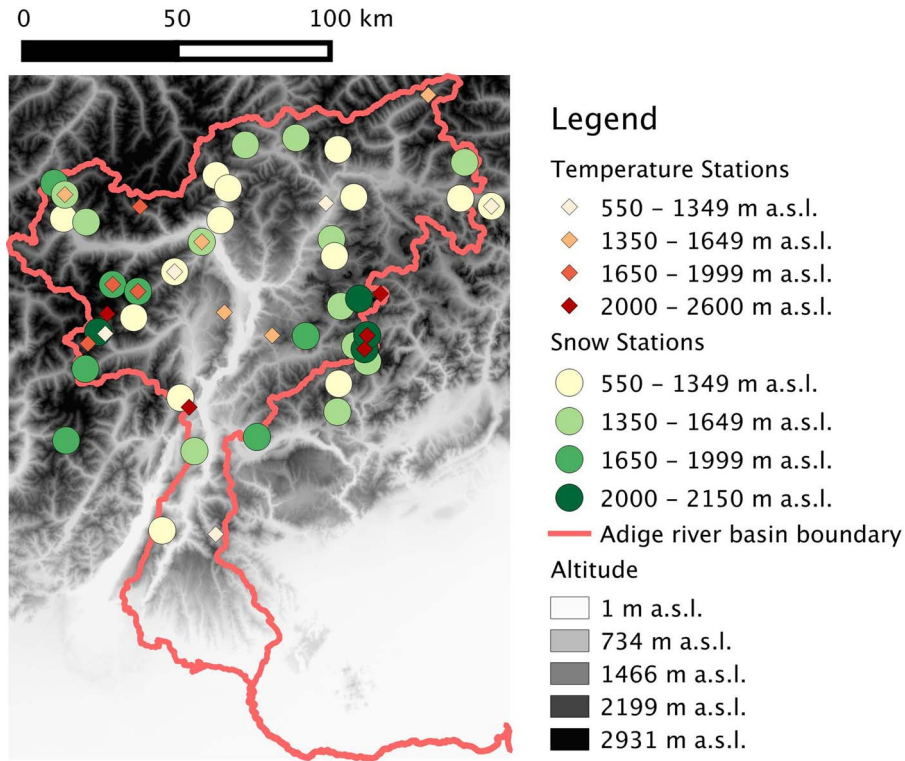 0 50 100 km
Legend
Temperature Stations
550 – 1349 m a.s.l.
1350 – 1649 m a.s.l.
1650 – 1999 m a.s.l.
2000 – 2600 m a.s.l.
Snow Stations
550 – 1349 m a.s.l.
1350 – 1649 m a.s.l.
1650 – 1999 m a.s.l.
2000 – 2150 m a.s.l.
Adige river basin boundary
Altitude
1 m a.s.l.
734 m a.s.l.
1466 m a.s.l.
2199 m a.s.l.
2931 m a.s.l.